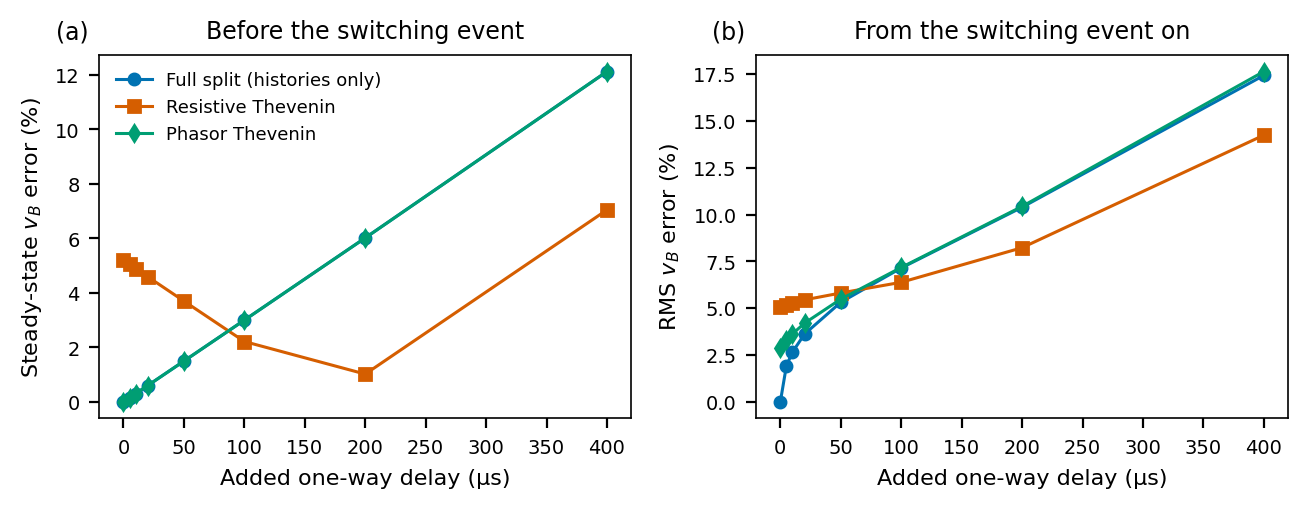 (a) Before the switching event
Steady-state v_B error (%)
12
10
8
6
4
2
0
Full split (histories only)
Resistive Thevenin
Phasor Thevenin
0 50 100 150 200 250 300 350 400
Added one-way delay (µs)
(b) From the switching event on
RMS v_B error (%)
17.5
15.0
12.5
10.0
7.5
5.0
2.5
0.0
0 50 100 150 200 250 300 350 400
Added one-way delay (µs)